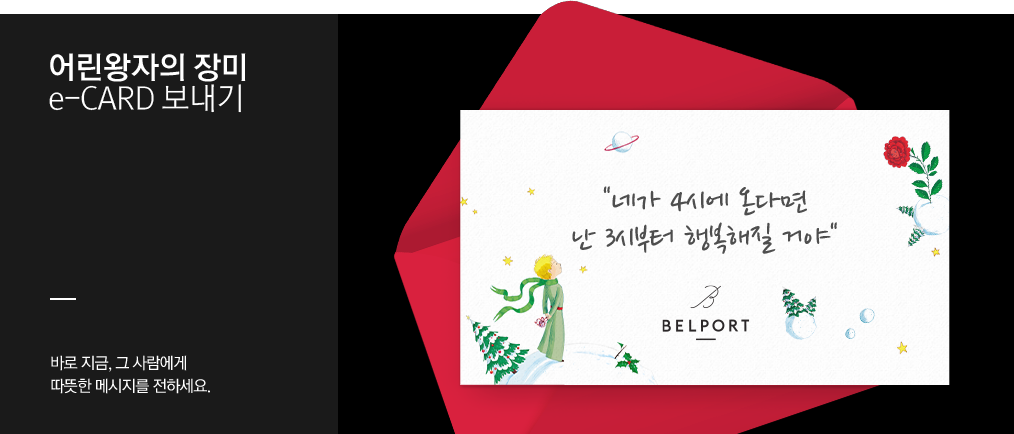 어린왕자의 장미
e-CARD 보내기
바로 지금, 그 사람에게
따뜻한 메시지를 전하세요.
"네가 4시에 온다면
난 3시부터 행복해질 거야"
B
BELPORT